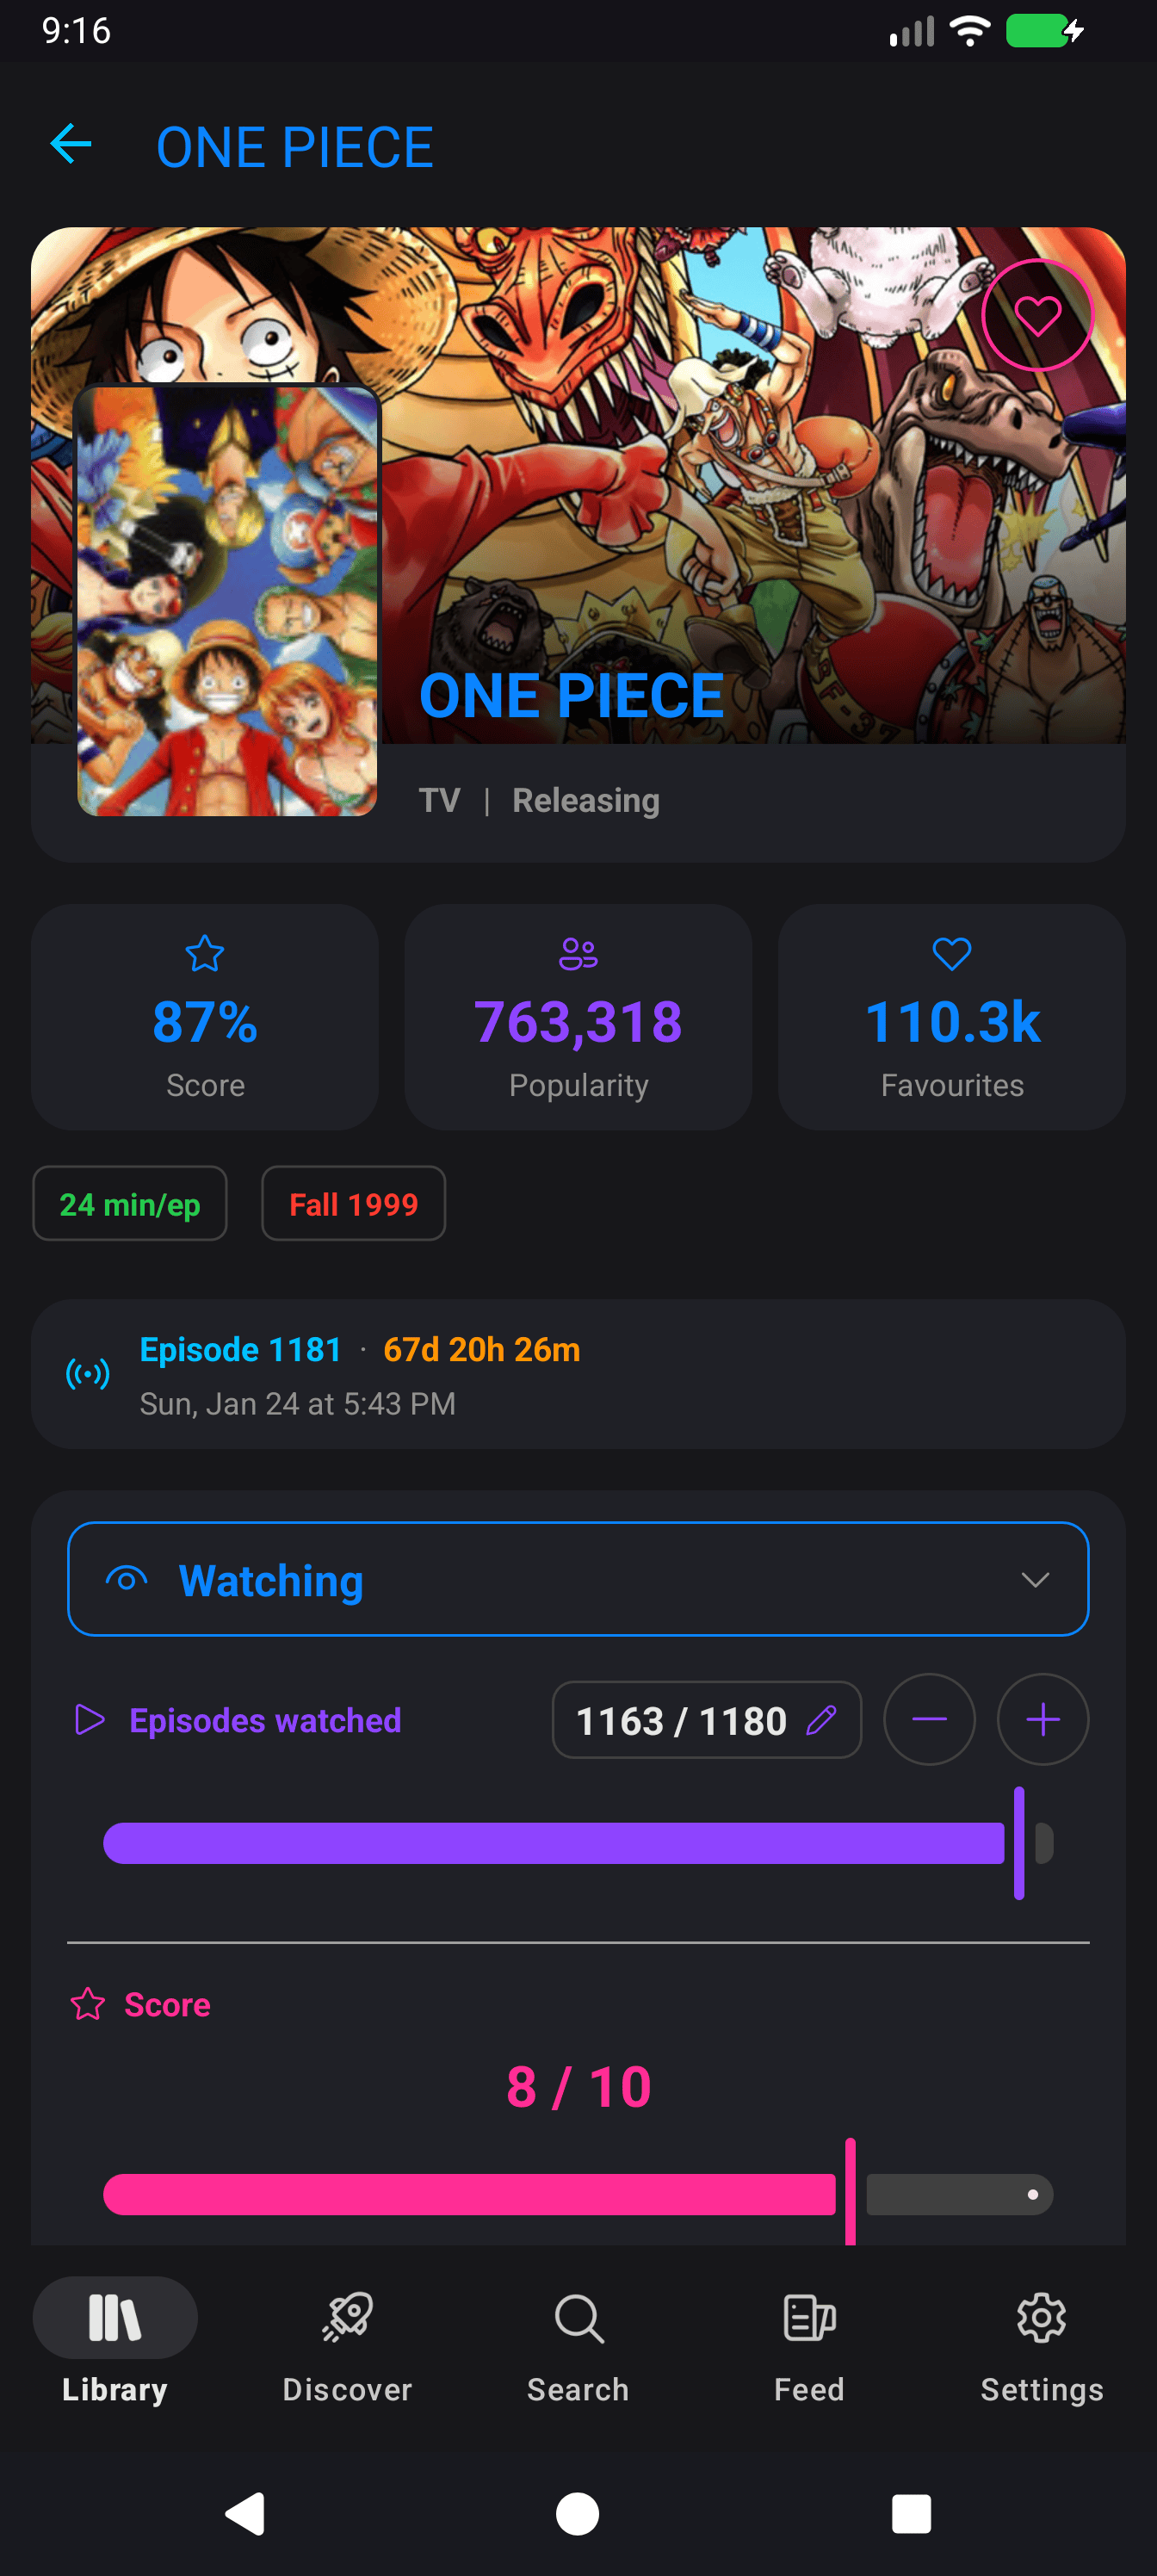 9:16
ONE PIECE
ONE PIECE
TV | Releasing
87%
Score
763,318
Popularity
110.3k
Favourites
24 min/ep
Fall 1999
Episode 1181 · 67d 20h 26m
Sun, Jan 24 at 5:43 PM
Watching
Episodes watched
1163 / 1180
Score
8 / 10
Library
Discover
Search
Feed
Settings